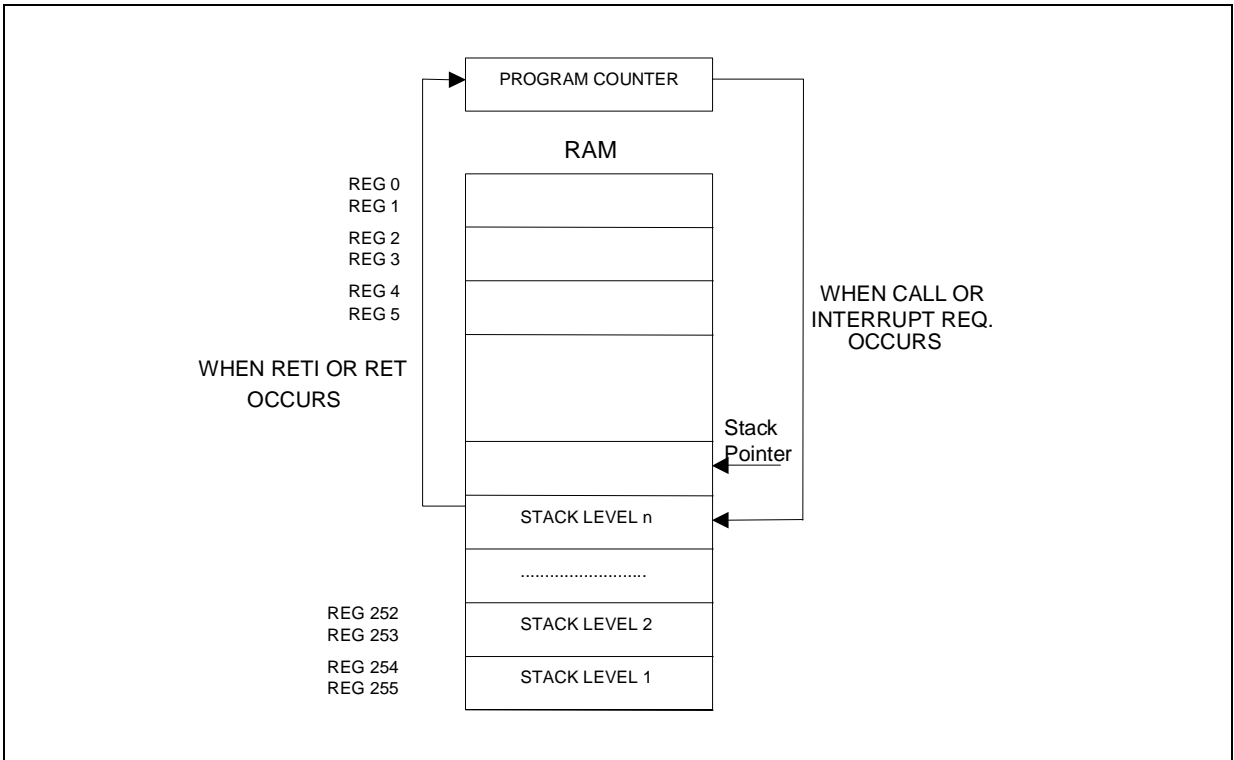 PROGRAM COUNTER
RAM
REG 0
REG 1
REG 2
REG 3
REG 4
REG 5
WHEN CALL OR
INTERRUPT REQ.
OCCURS
WHEN RETI OR RET
OCCURS
Stack
Pointer
STACK LEVEL n
..........................
REG 252
REG 253
STACK LEVEL 2
REG 254
REG 255
STACK LEVEL 1